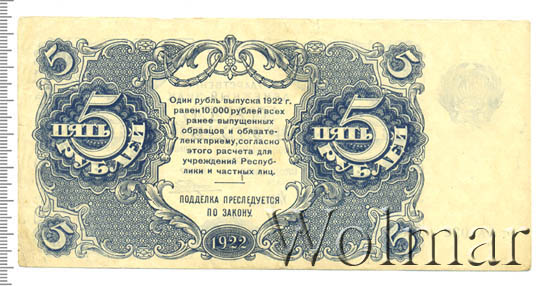 5 5
Один рубль выпуска 1922 г.
равен 10.000 рублей всех
ранее выпущенных
образцов и обязате-
лен к приему, согласно
этого расчета для
учреждений Респуб-
лики и частных лиц.
5 ПЯТЬ РУБЛЕЙ
5 ПЯТЬ РУБЛЕЙ
ПОДДЕЛКА ПРЕСЛЕДУЕТСЯ
ПО ЗАКОНУ.
5 1922 5
Wolmar